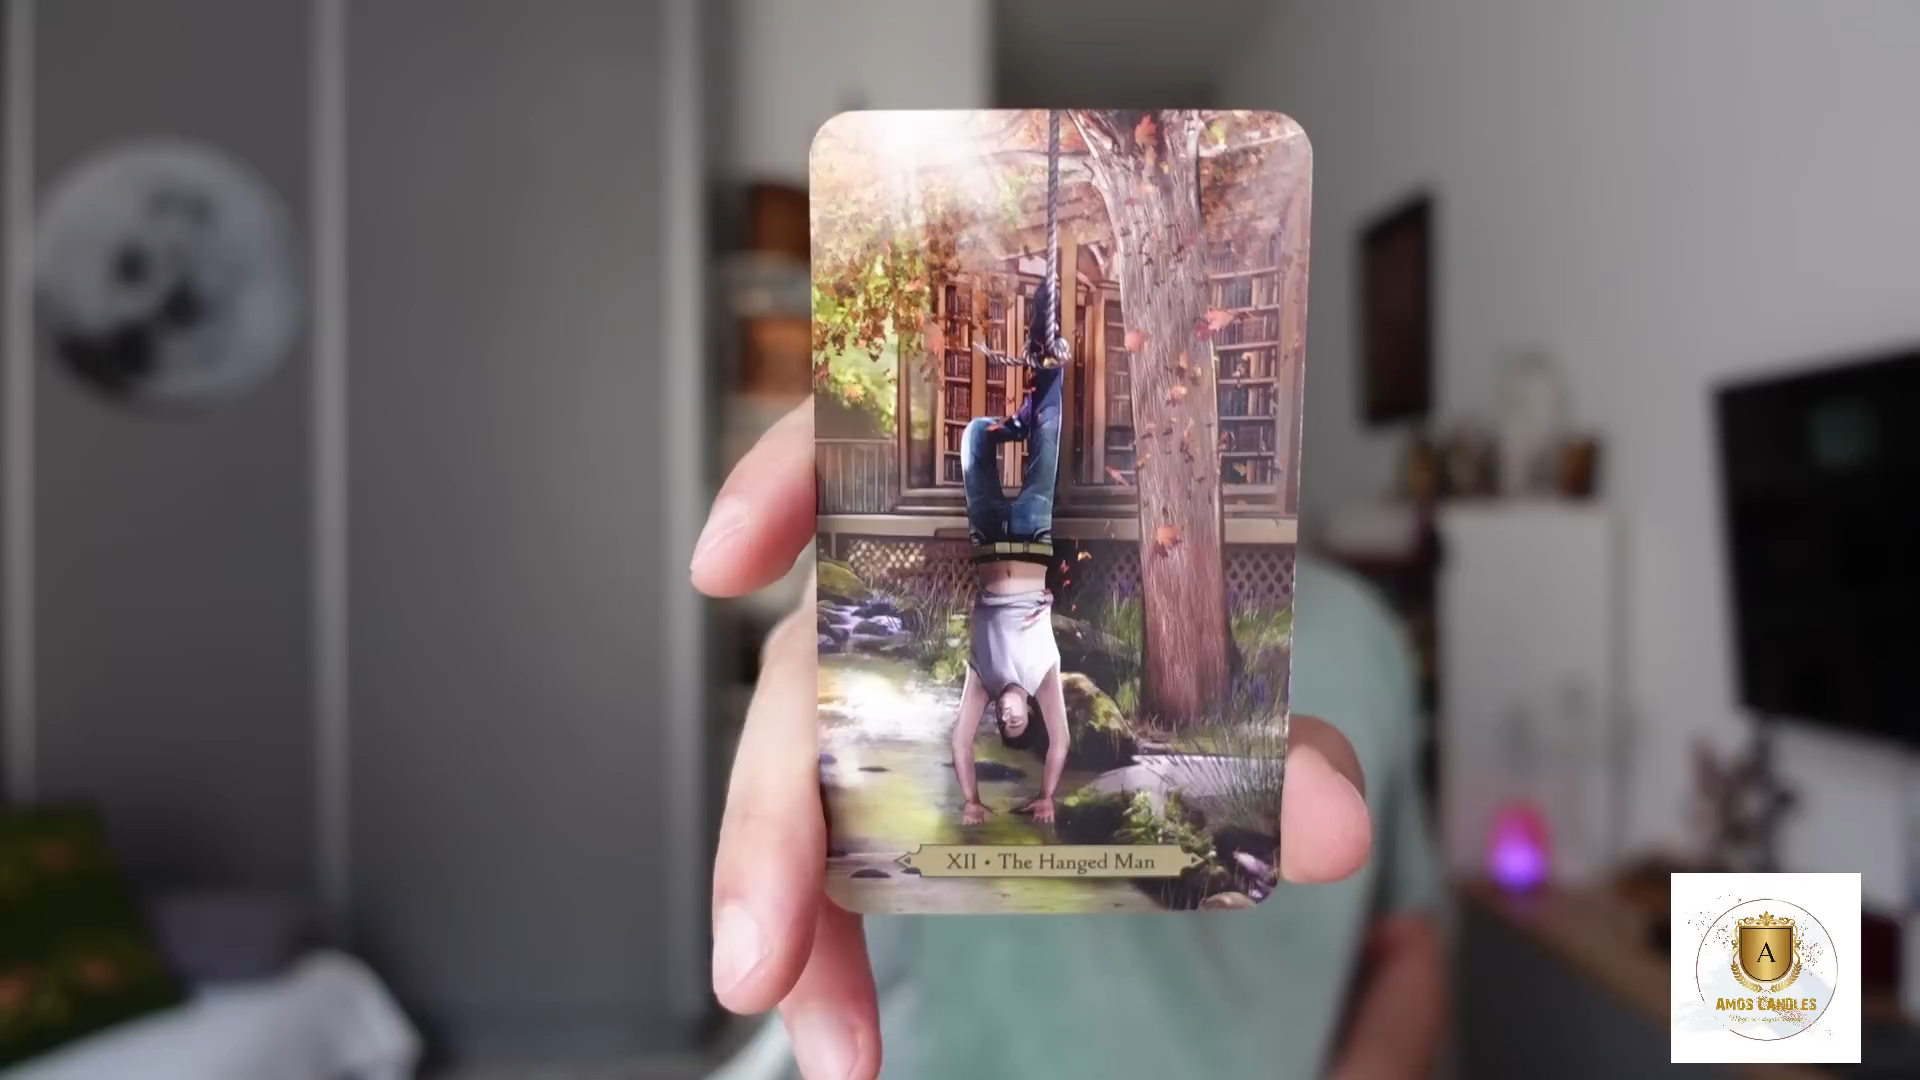 XII • The Hanged Man
A
AMOS CANDLES